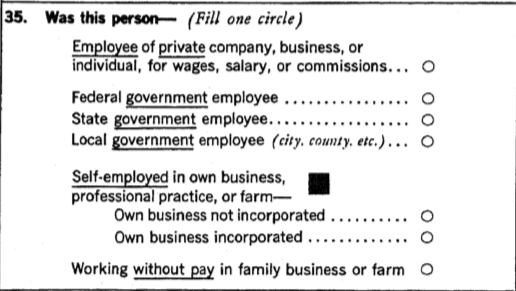 35. Was this person— (Fill one circle)
Employee of private company, business, or
individual, for wages, salary, or commissions...
Federal government employee ................
State government employee..................
Local government employee (city, county, etc.)...
Self-employed in own business,
professional practice, or farm—
Own business not incorporated ..........
Own business incorporated .............
Working without pay in family business or farm